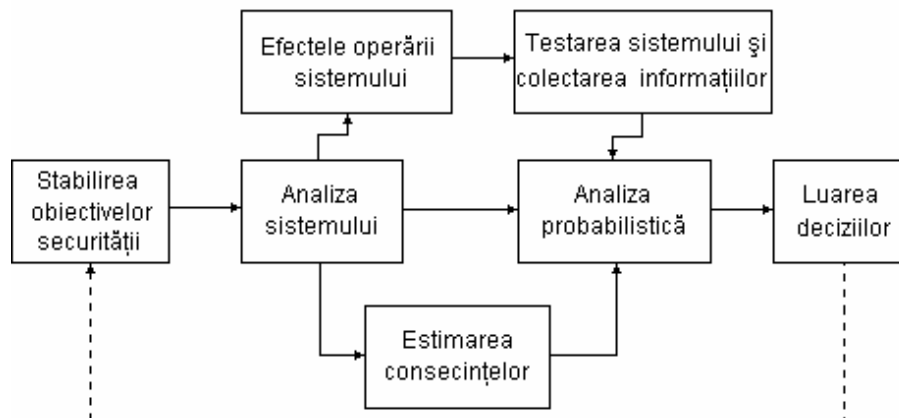 Efectele operării
sistemului
Testarea sistemului şi
colectarea informaţiilor
Stabilirea
obiectivelor
securităţii
Analiza
sistemului
Analiza
probabilistică
Luarea
deciziilor
Estimarea
consecinţelor